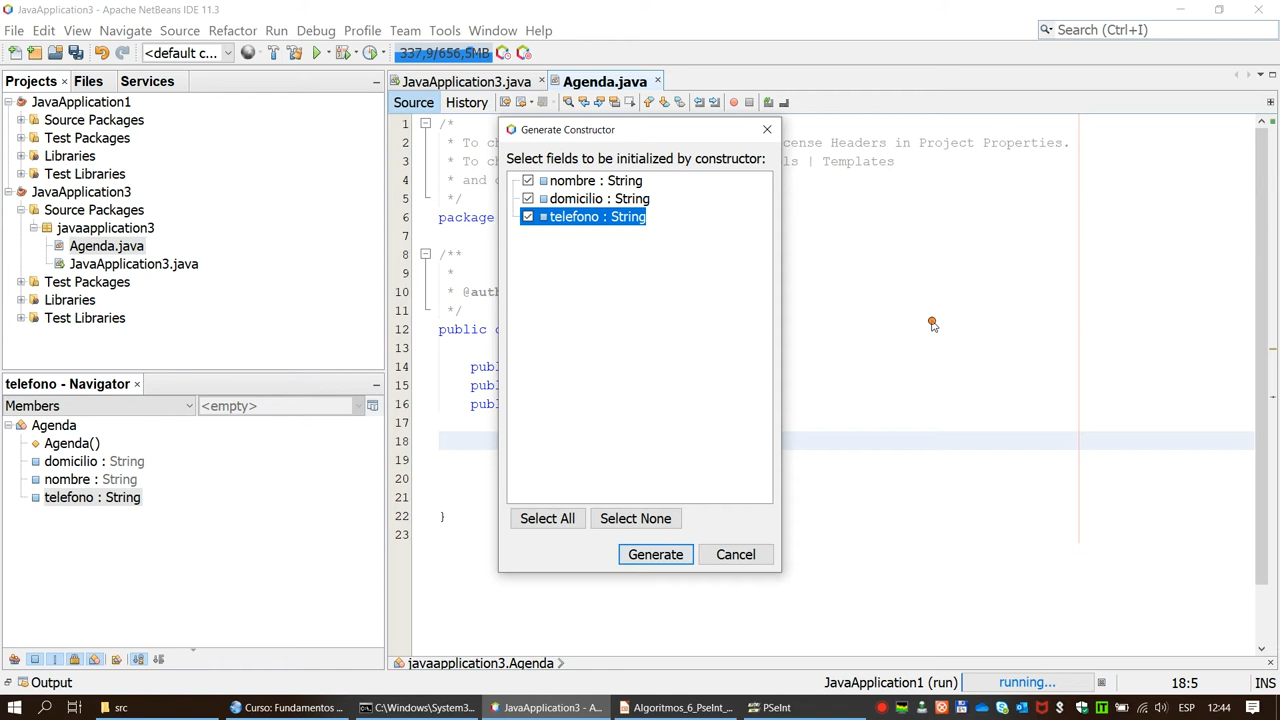 JavaApplication3 - Apache NetBeans IDE 11.3
File Edit View Navigate Source Refactor Run Debug Profile Team Tools Window Help
Search (Ctrl+I)
<default c...
337,9/656,5MB
Projects Files Services
JavaApplication3.java Agenda.java
Source History
JavaApplication1
Source Packages
Test Packages
Libraries
Test Libraries
JavaApplication3
Source Packages
javaapplication3
Agenda.java
JavaApplication3.java
Test Packages
Libraries
Test Libraries
telefono - Navigator
Members
<empty>
Agenda
Agenda()
domicilio : String
nombre : String
telefono : String
1 /*
2 * To ch cense Headers in Project Properties.
3 * To ch ls | Templates
4 * and o
5 */
6 package
7
8 /**
9 *
10 * @auth
11 */
12 public c
13
14 publ
15 publ
16 publ
17
18
19
20
21
22 }
23
Generate Constructor
Select fields to be initialized by constructor:
nombre : String
domicilio : String
telefono : String
Select All Select None
Generate Cancel
javaapplication3.Agenda
Output
JavaApplication1 (run) running... 18:5 INS
src
Curso: Fundamentos ...
C:\Windows\System3...
JavaApplication3 - A...
Algoritmos_6_PseInt_...
PSeInt
ESP 12:44